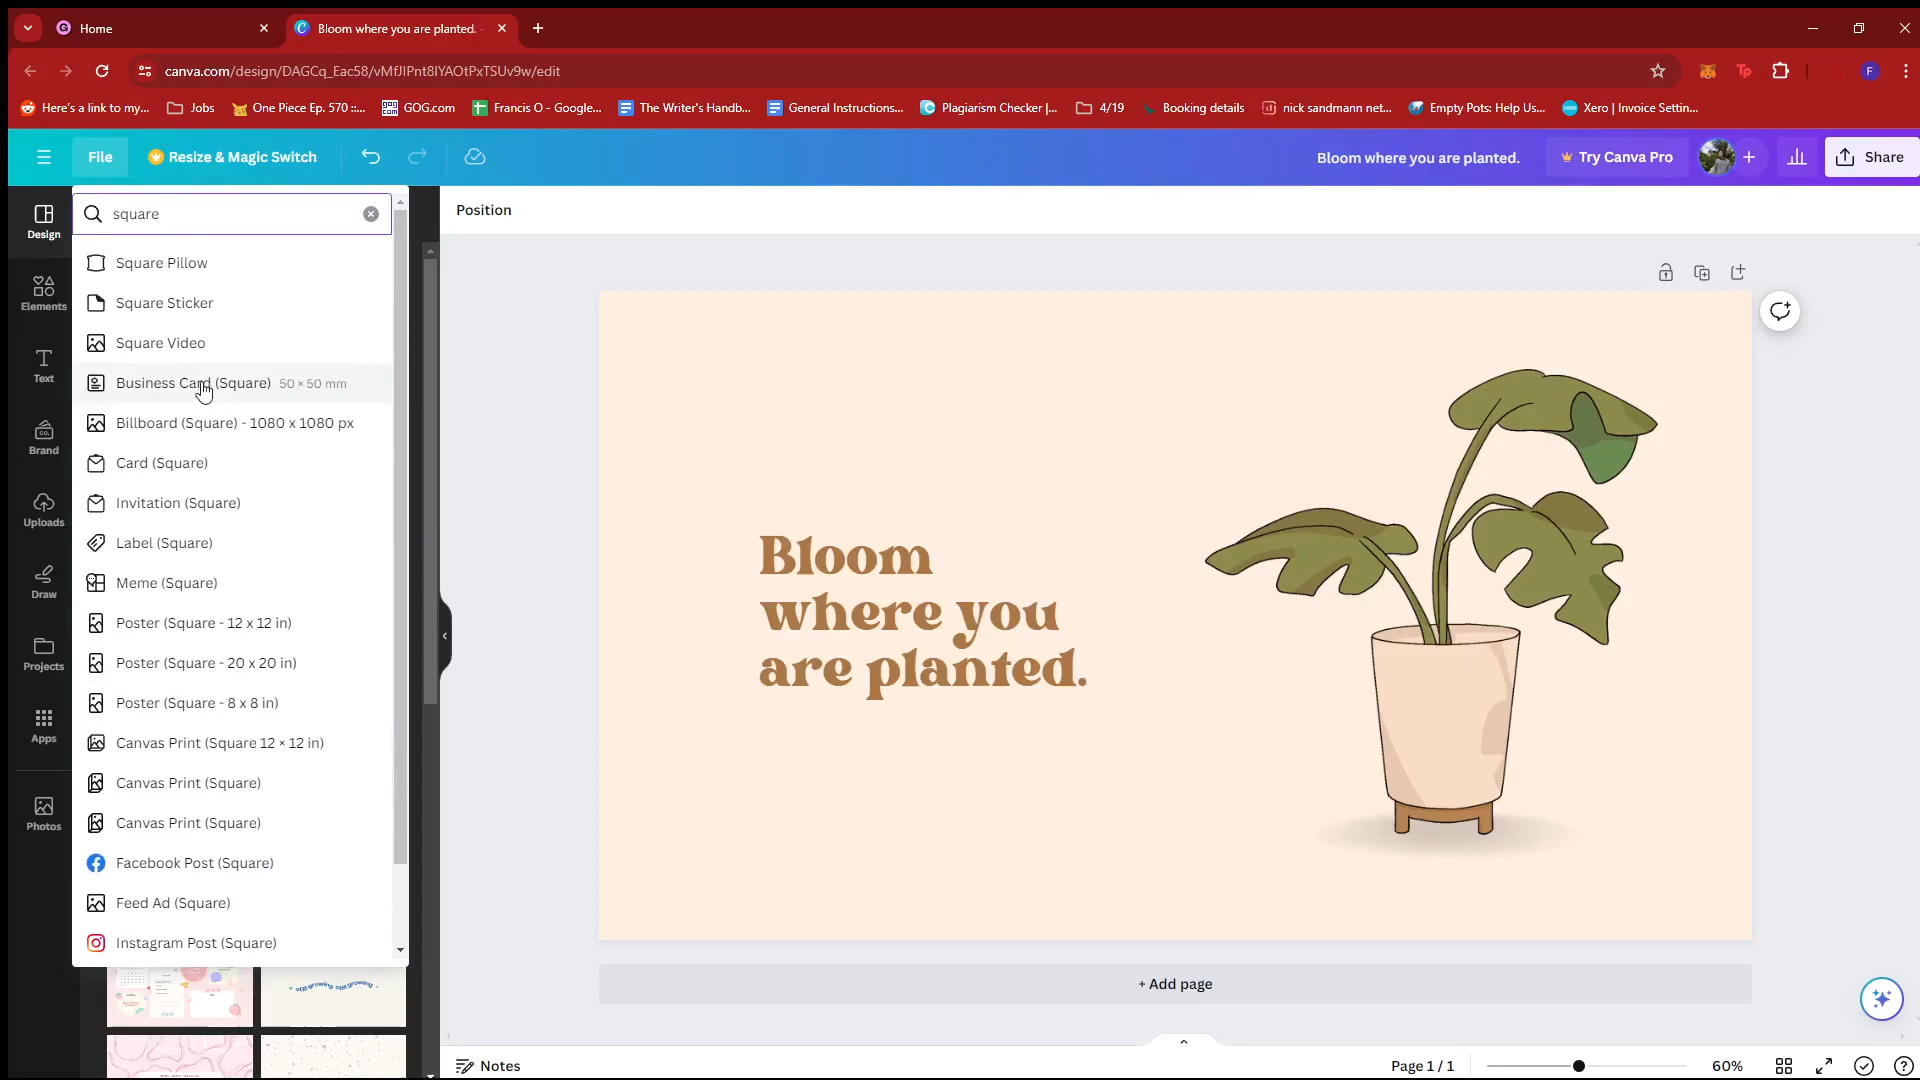 Home
Bloom where you are planted. -
canva.com/design/DAGCq_Eac58/vMfJIPnt8IYAOtPxTSUv9w/edit
Here's a link to my...
Jobs
One Piece Ep. 570 ::...
GOG.com
Francis O - Google...
The Writer's Handb...
General Instructions...
Plagiarism Checker |...
4/19
Booking details
nick sandmann net...
Empty Pots: Help Us...
Xero | Invoice Settin...
File
Resize & Magic Switch
Bloom where you are planted.
Try Canva Pro
Share
Design
Elements
Text
Brand
Uploads
Draw
Projects
Apps
Photos
square
Square Pillow
Square Sticker
Square Video
Business Card (Square) 50 × 50 mm
Billboard (Square) - 1080 x 1080 px
Card (Square)
Invitation (Square)
Label (Square)
Meme (Square)
Poster (Square - 12 x 12 in)
Poster (Square - 20 x 20 in)
Poster (Square - 8 x 8 in)
Canvas Print (Square 12 × 12 in)
Canvas Print (Square)
Canvas Print (Square)
Facebook Post (Square)
Feed Ad (Square)
Instagram Post (Square)
still growing still growing
Position
Bloom
where you
are planted.
+ Add page
Notes
Page 1 / 1
60%